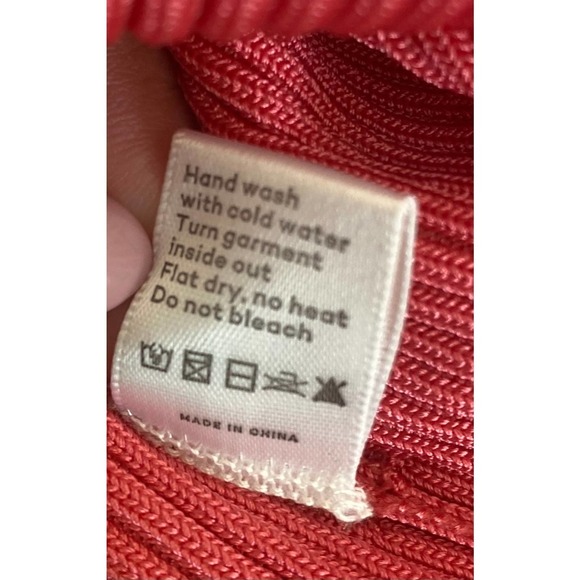 Hand wash
with cold water
Turn garment
inside out
Flat dry, no heat
Do not bleach
MADE IN CHINA